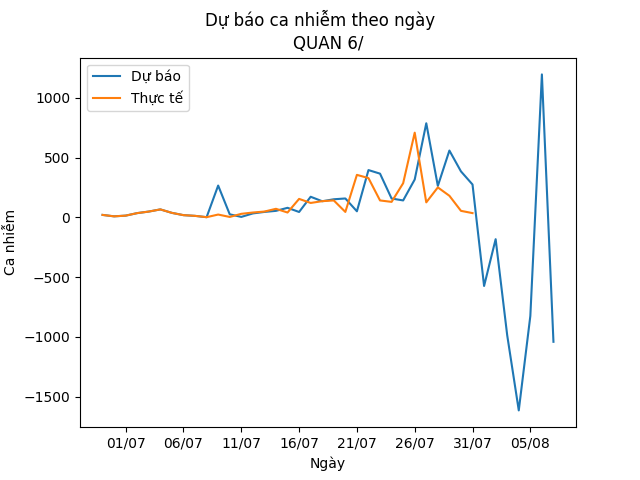 Dự báo ca nhiễm theo ngày
QUAN 6/
Dự báo
Thực tế
1000
500
0
−500
−1000
−1500
Ca nhiễm
01/07 06/07 11/07 16/07 21/07 26/07 31/07 05/08
Ngày